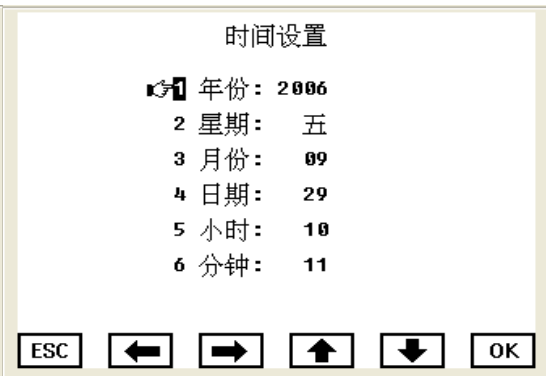 时间设置
1 年份: 2006
2 星期: 五
3 月份: 09
4 日期: 29
5 小时: 10
6 分钟: 11
ESC OK